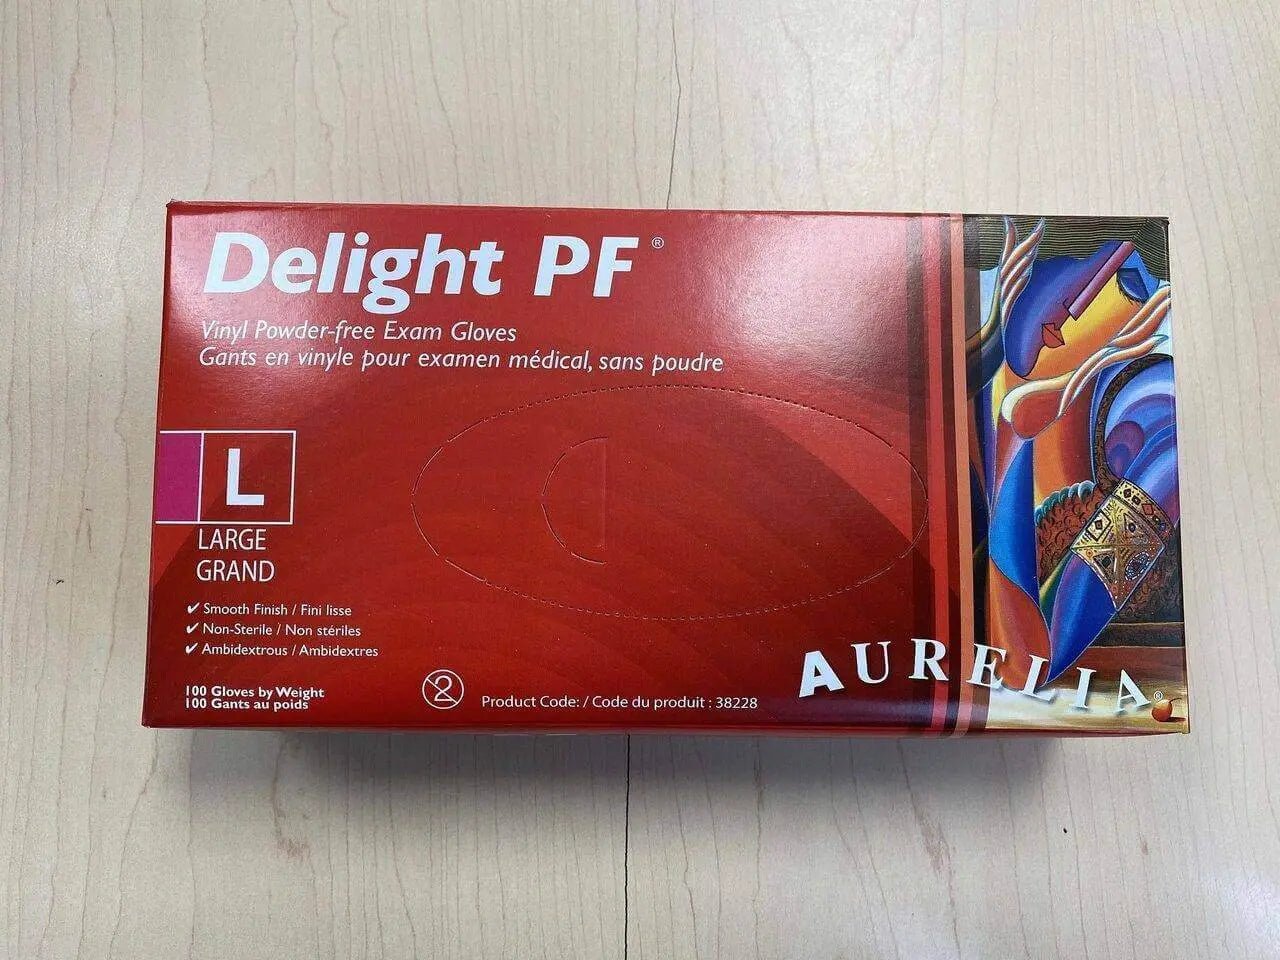 Delight PF®
Vinyl Powder-free Exam Gloves
Gants en vinyle pour examen médical, sans poudre
L
LARGE
GRAND
✔ Smooth Finish / Fini lisse
✔ Non-Sterile / Non stériles
✔ Ambidextrous / Ambidextres
100 Gloves by Weight
100 Gants au poids
2
Product Code: / Code du produit : 38228
AURELIA®